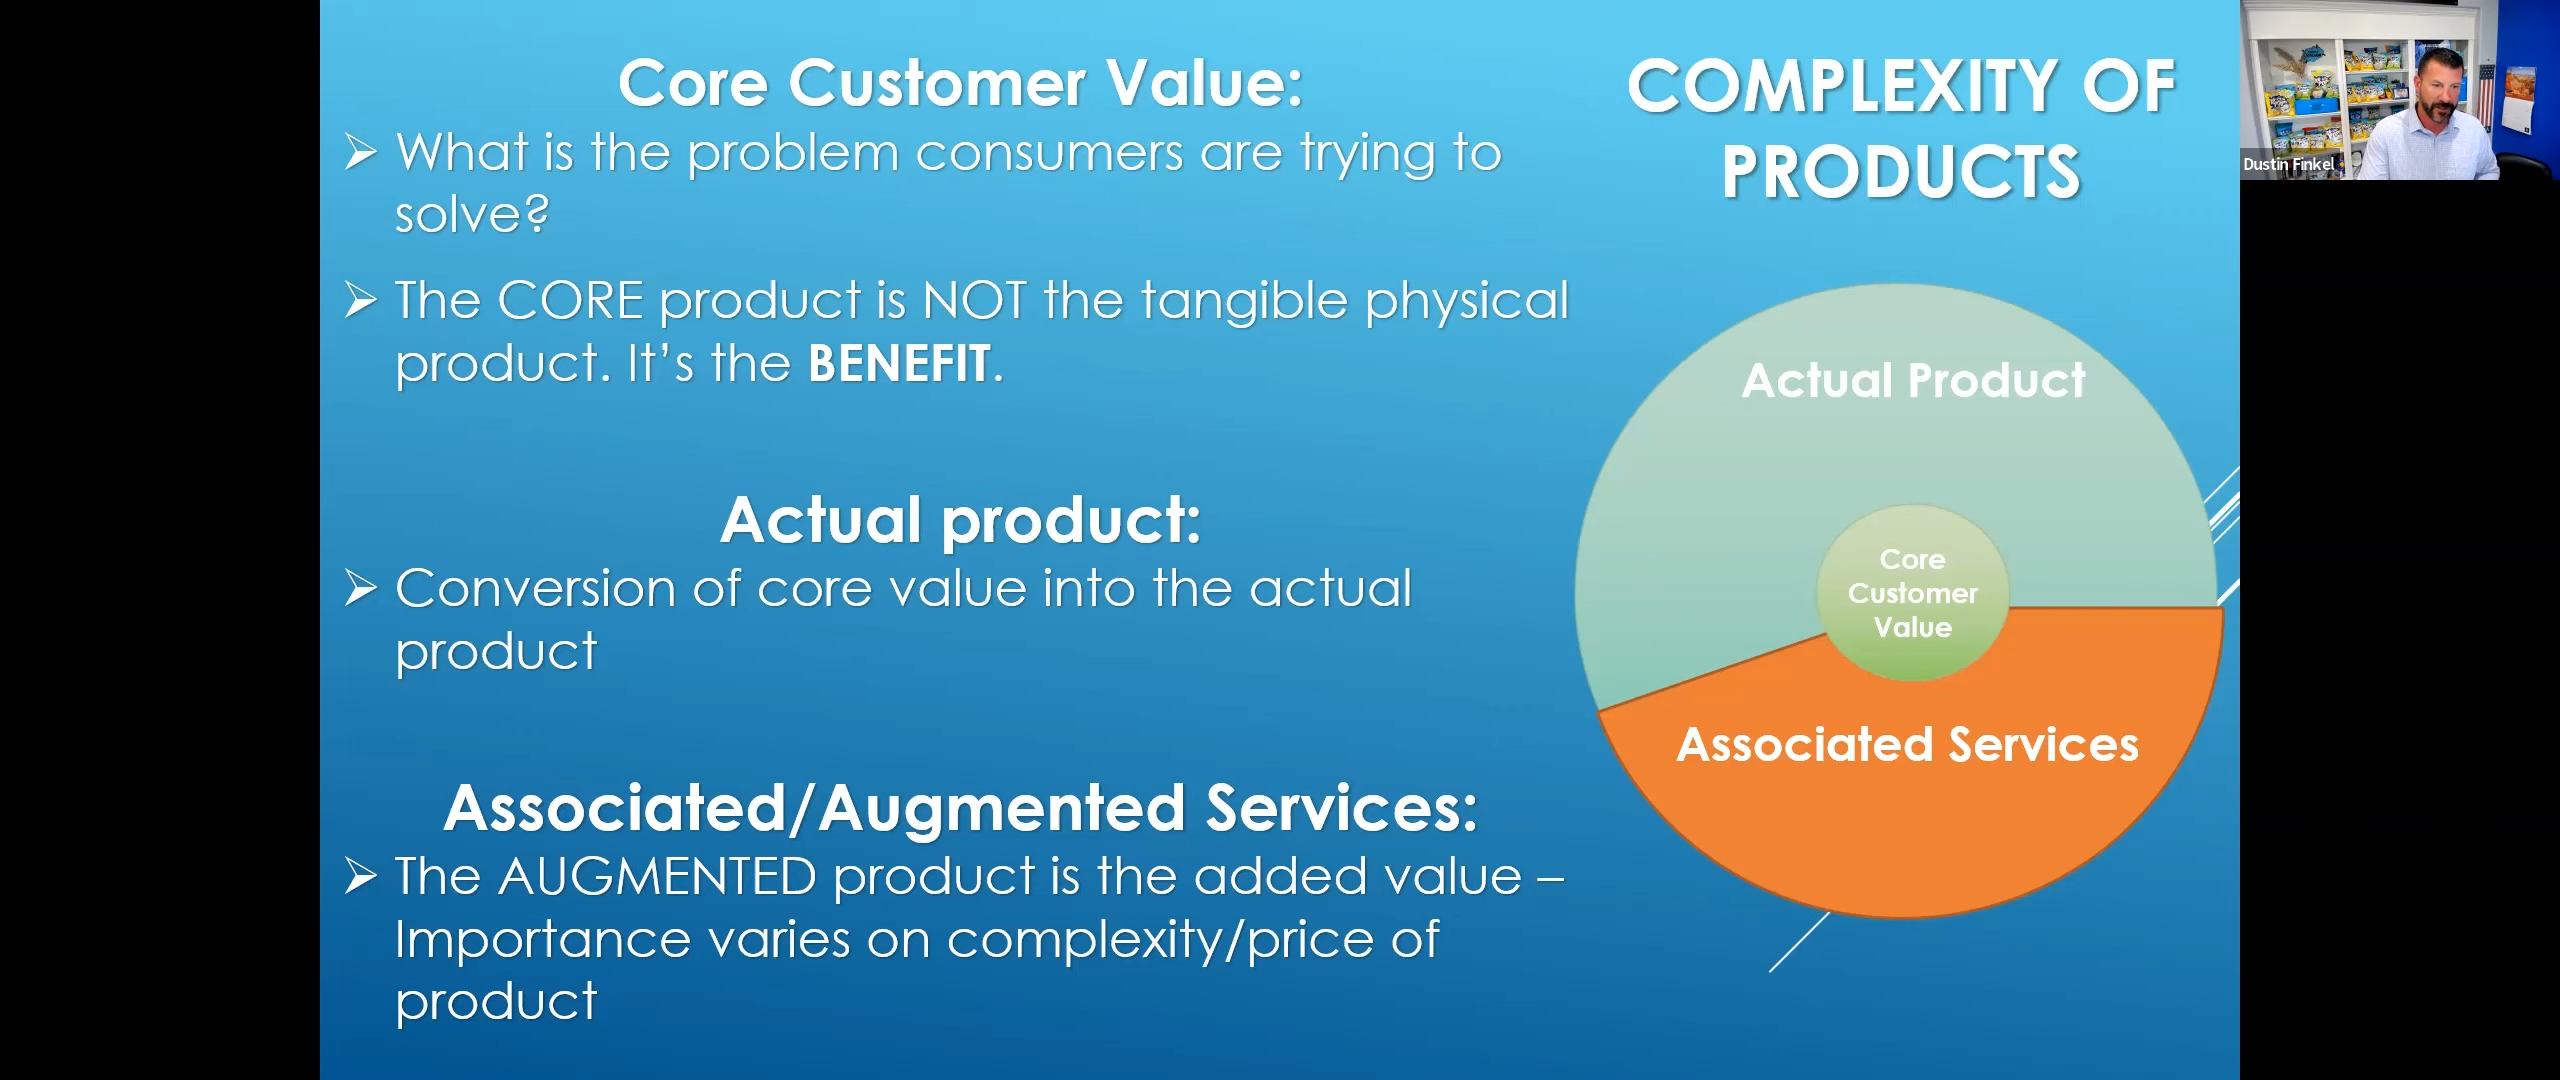 Core Customer Value:
➢ What is the problem consumers are trying to
solve?
➢ The CORE product is NOT the tangible physical
product. It’s the BENEFIT.
Actual product:
➢ Conversion of core value into the actual
product
Associated/Augmented Services:
➢ The AUGMENTED product is the added value –
Importance varies on complexity/price of
product
COMPLEXITY OF
PRODUCTS
Actual Product
Core
Customer
Value
Associated Services
Dustin Finkel